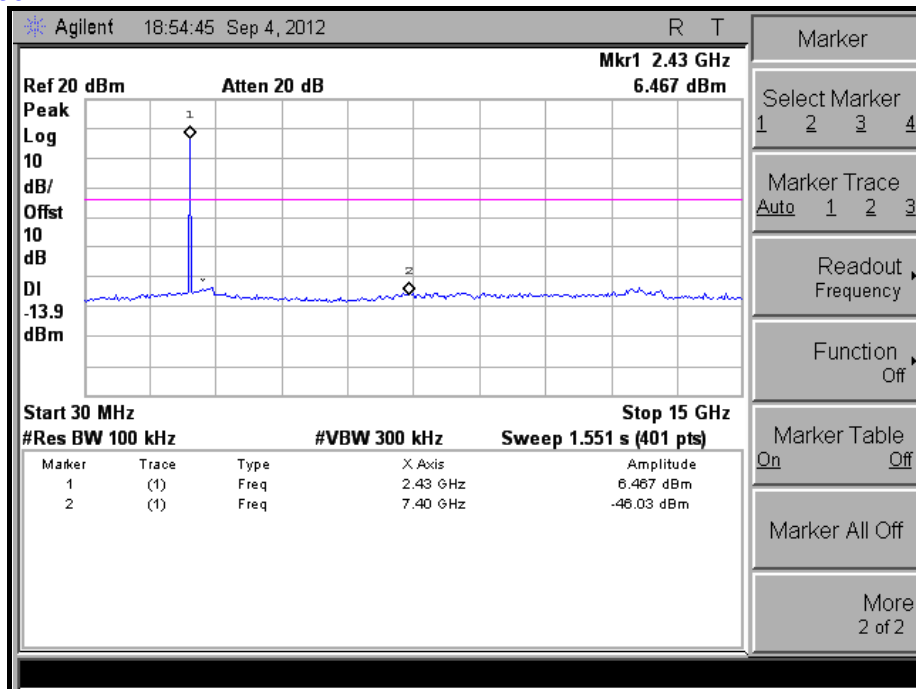 Agilent 18:54:45 Sep 4, 2012 R T
Mkr1 2.43 GHz
Ref 20 dBm Atten 20 dB 6.467 dBm
Peak
Log
10
dB/
Offst
10
dB
DI
-13.9
dBm
1
2
Start 30 MHz Stop 15 GHz
#Res BW 100 kHz #VBW 300 kHz Sweep 1.551 s (401 pts)
Marker Trace Type X Axis Amplitude
1 (1) Freq 2.43 GHz 6.467 dBm
2 (1) Freq 7.40 GHz -46.03 dBm
Marker
Select Marker
1 2 3 4
Marker Trace
Auto 1 2 3
Readout
Frequency
Function
Off
Marker Table
On Off
Marker All Off
More
2 of 2